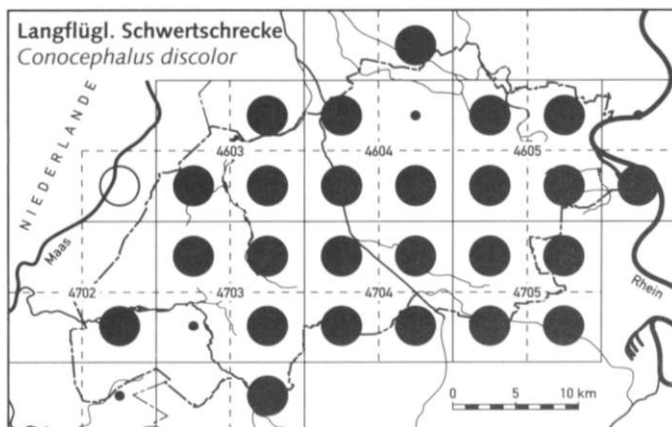 Langflügl. Schwertschrecke
Conocephalus discolor
NIEDERLANDE
Maas
4603
4604
4605
4702
4703
4704
4705
Rhein
0 5 10 km